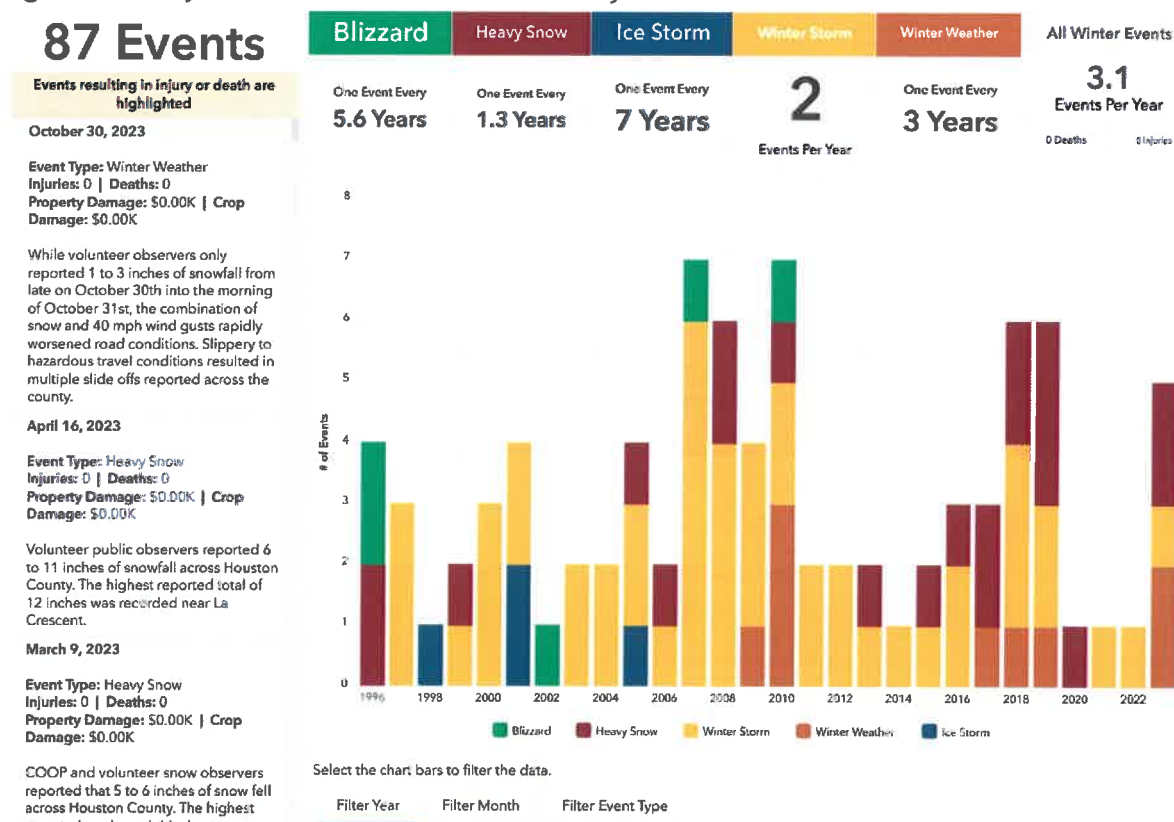 87 Events
Events resulting in injury or death are
highlighted
October 30, 2023
Event Type: Winter Weather
Injuries: 0 | Deaths: 0
Property Damage: $0.00K | Crop
Damage: $0.00K
While volunteer observers only
reported 1 to 3 inches of snowfall from
late on October 30th into the morning
of October 31st, the combination of
snow and 40 mph wind gusts rapidly
worsened road conditions. Slippery to
hazardous travel conditions resulted in
multiple slide offs reported across the
county.
April 16, 2023
Event Type: Heavy Snow
Injuries: 0 | Deaths: 0
Property Damage: $0.00K | Crop
Damage: $0.00K
Volunteer public observers reported 6
to 11 inches of snowfall across Houston
County. The highest reported total of
12 inches was recorded near La
Crescent.
March 9, 2023
Event Type: Heavy Snow
Injuries: 0 | Deaths: 0
Property Damage: $0.00K | Crop
Damage: $0.00K
COOP and volunteer snow observers
reported that 5 to 6 inches of snow fell
across Houston County. The highest
Blizzard
One Event Every
5.6 Years
Heavy Snow
One Event Every
1.3 Years
Ice Storm
One Event Every
7 Years
Winter Storm
2
Events Per Year
Winter Weather
One Event Every
3 Years
All Winter Events
3.1
Events Per Year
0 Deaths 0 Injuries
# of Events
8
7
6
5
4
3
2
1
0
1996 1998 2000 2002 2004 2006 2008 2010 2012 2014 2016 2018 2020 2022
Blizzard Heavy Snow Winter Storm Winter Weather Ice Storm
Select the chart bars to filter the data.
Filter Year Filter Month Filter Event Type